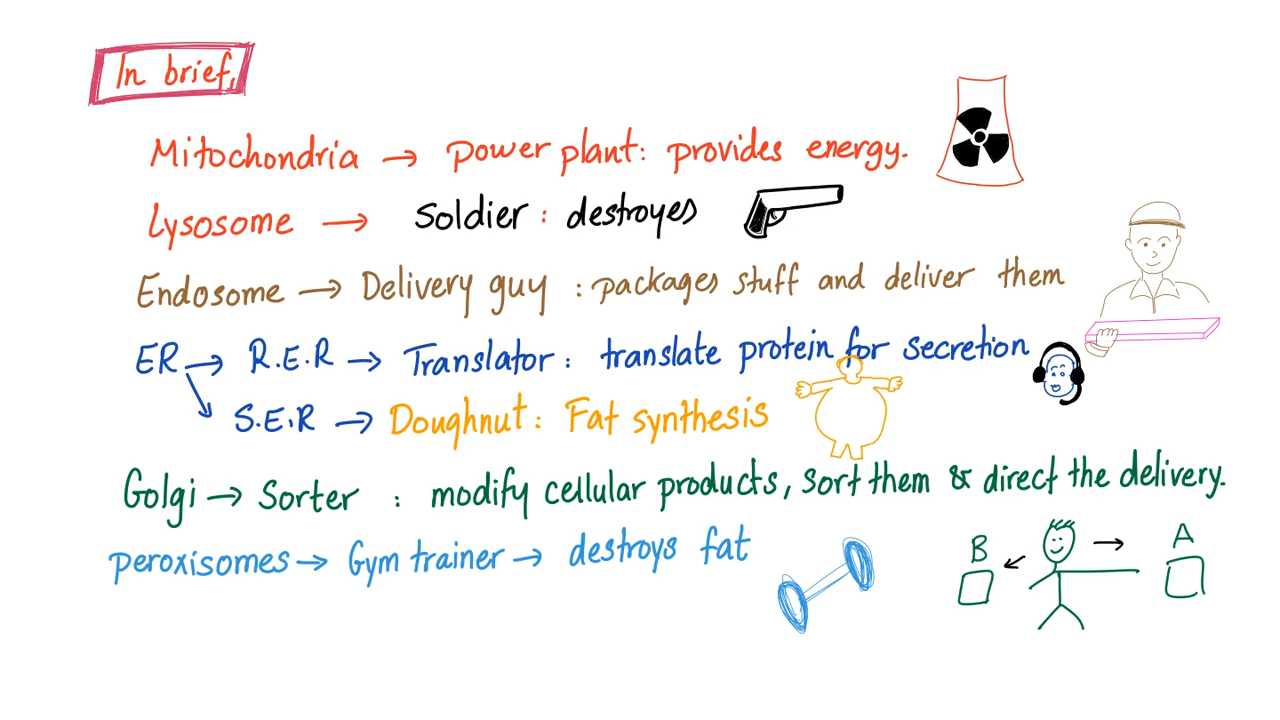 In brief,
Mitochondria → power plant: provides energy.
Lysosome → Soldier : destroyes
Endosome → Delivery guy : packages stuff and deliver them
ER → R.E.R → Translator: translate protein for secretion
S.E.R → Doughnut: Fat synthesis
Golgi → Sorter : modify cellular products, sort them & direct the delivery.
peroxisomes → Gym trainer → destroys fat
B ← → A